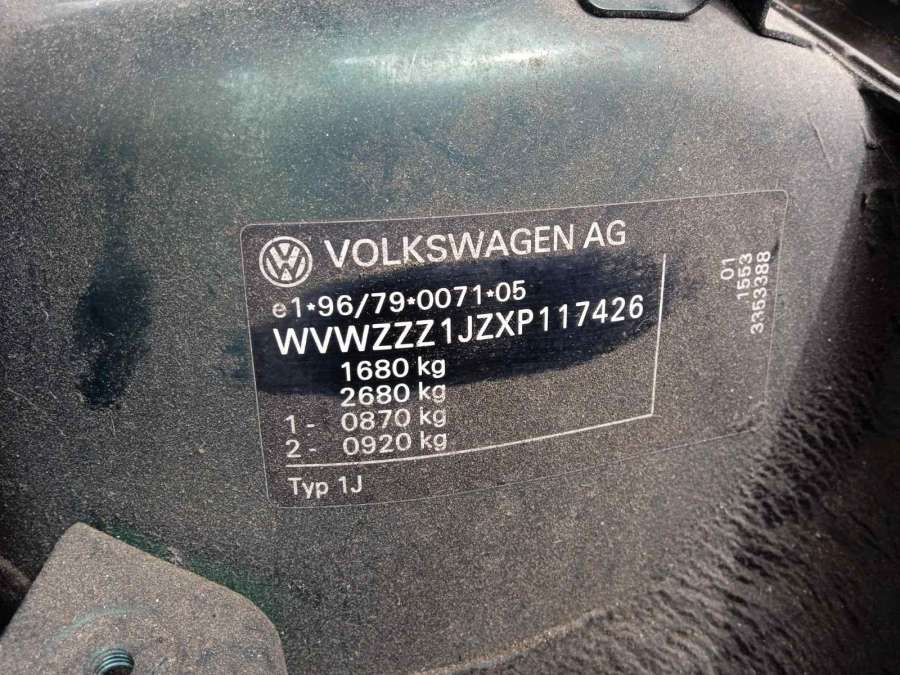 VOLKSWAGEN AG
e1*96/79*0071*05
WVWZZZ1JZXP117426
1680 kg
2680 kg
1 - 0870 kg
2 - 0920 kg
Typ 1J
01
1553
3353388